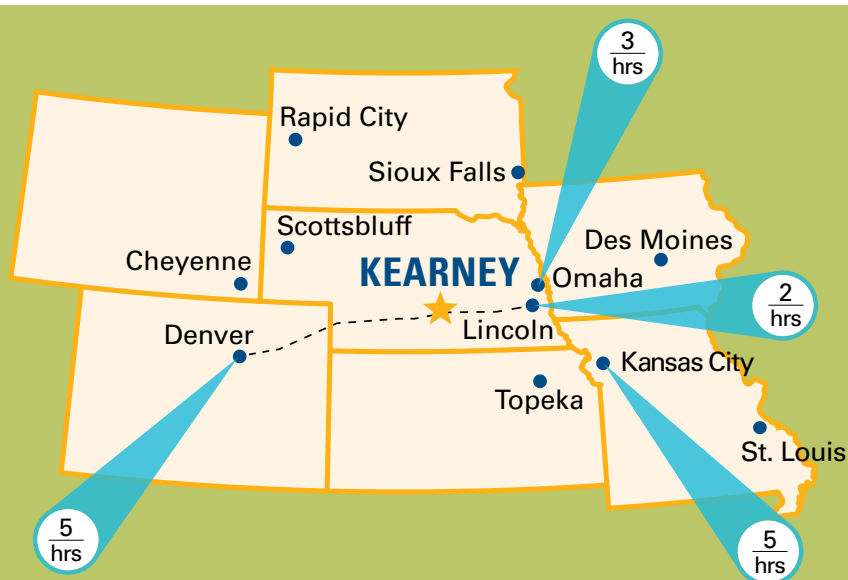 3
hrs
Rapid City
Sioux Falls
Scottsbluff
Des Moines
Cheyenne
KEARNEY
Omaha
2
hrs
Lincoln
Denver
Kansas City
Topeka
St. Louis
5
hrs
5
hrs